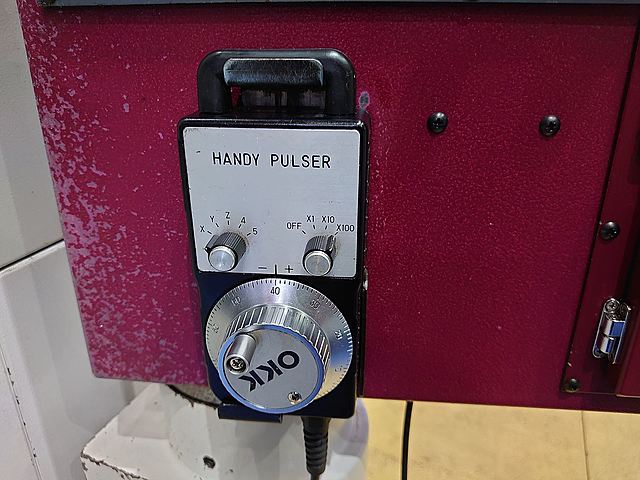 HANDY PULSER
X Y Z 4 5
OFF X1 X10 X100
− +
40
OKK